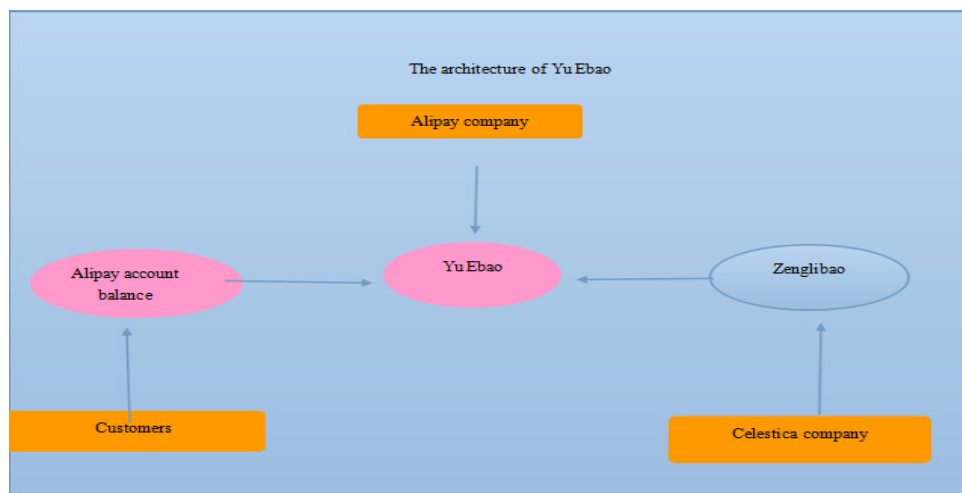 The architecture of Yu Ebao
Alipay company
Yu Ebao
Alipay account
balance
Zenglibao
Customers
Celestica company